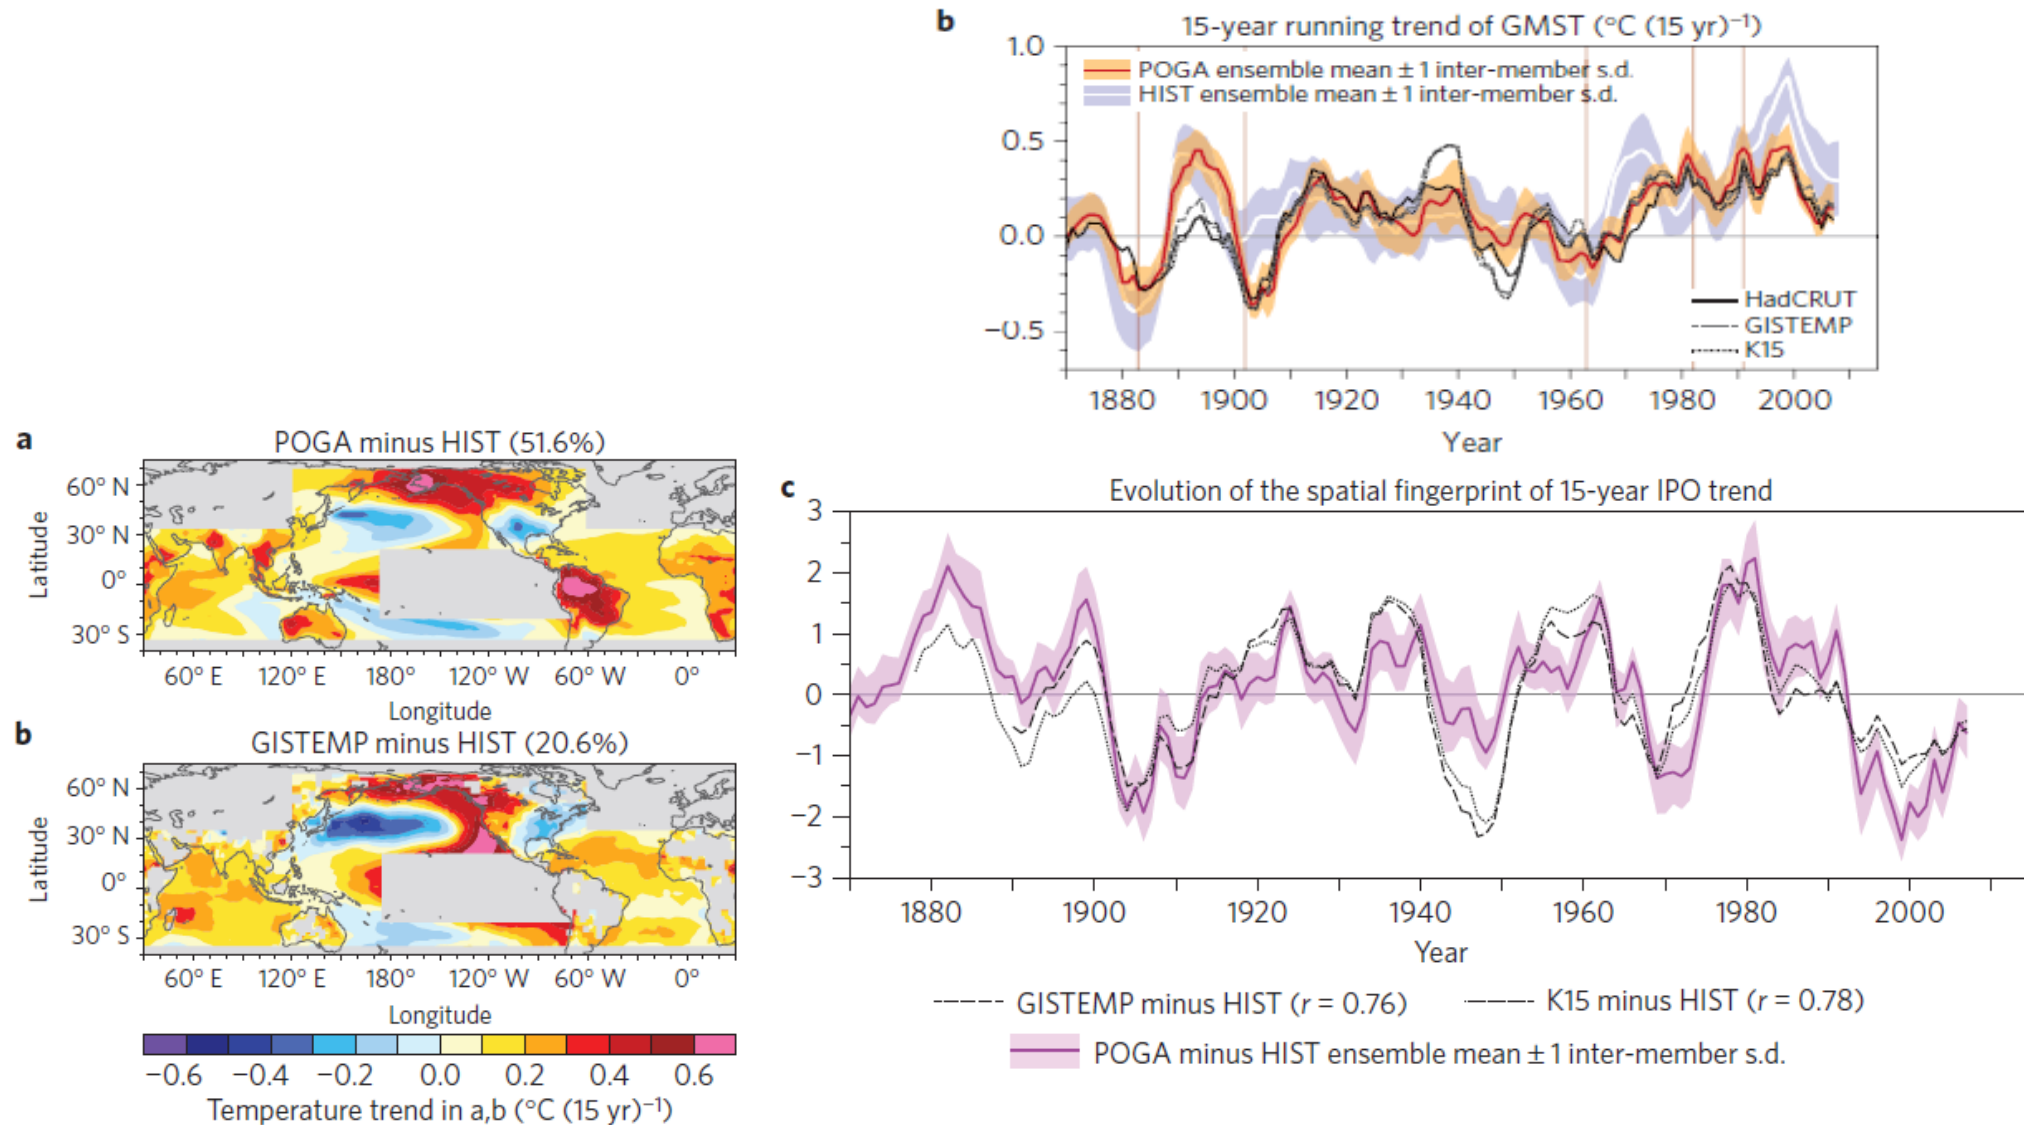 b
15-year running trend of GMST (°C (15 yr)⁻¹)
1.0
0.5
0.0
−0.5
POGA ensemble mean ± 1 inter-member s.d.
HIST ensemble mean ± 1 inter-member s.d.
HadCRUT
GISTEMP
K15
1880 1900 1920 1940 1960 1980 2000
Year
a
POGA minus HIST (51.6%)
60° N
30° N
0°
30° S
Latitude
60° E 120° E 180° 120° W 60° W 0°
Longitude
b
GISTEMP minus HIST (20.6%)
60° N
30° N
0°
30° S
Latitude
60° E 120° E 180° 120° W 60° W 0°
Longitude
−0.6 −0.4 −0.2 0.0 0.2 0.4 0.6
Temperature trend in a,b (°C (15 yr)⁻¹)
c
Evolution of the spatial fingerprint of 15-year IPO trend
3
2
1
0
−1
−2
−3
1880 1900 1920 1940 1960 1980 2000
Year
GISTEMP minus HIST (r = 0.76) K15 minus HIST (r = 0.78)
POGA minus HIST ensemble mean ± 1 inter-member s.d.